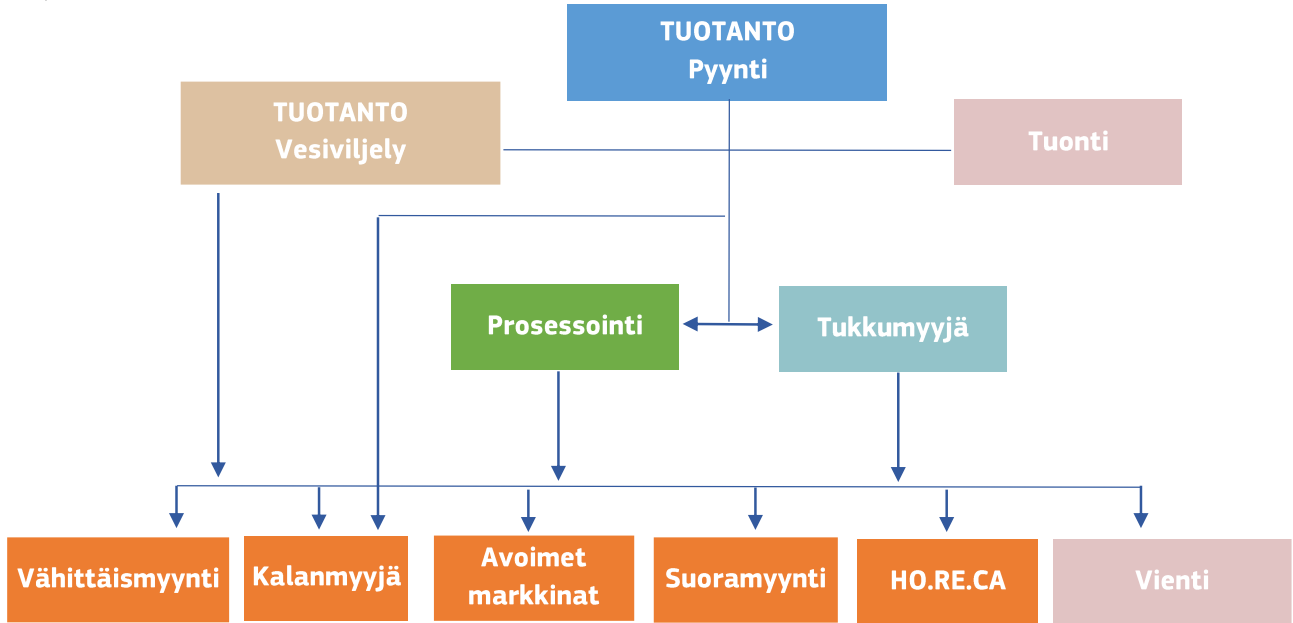 TUOTANTO
Pyynti
TUOTANTO
Vesiviljely
Tuonti
Prosessointi
Tukkumyyjä
Vähittäismyynti
Kalanmyyjä
Avoimet
markkinat
Suoramyynti
HO.RE.CA
Vienti